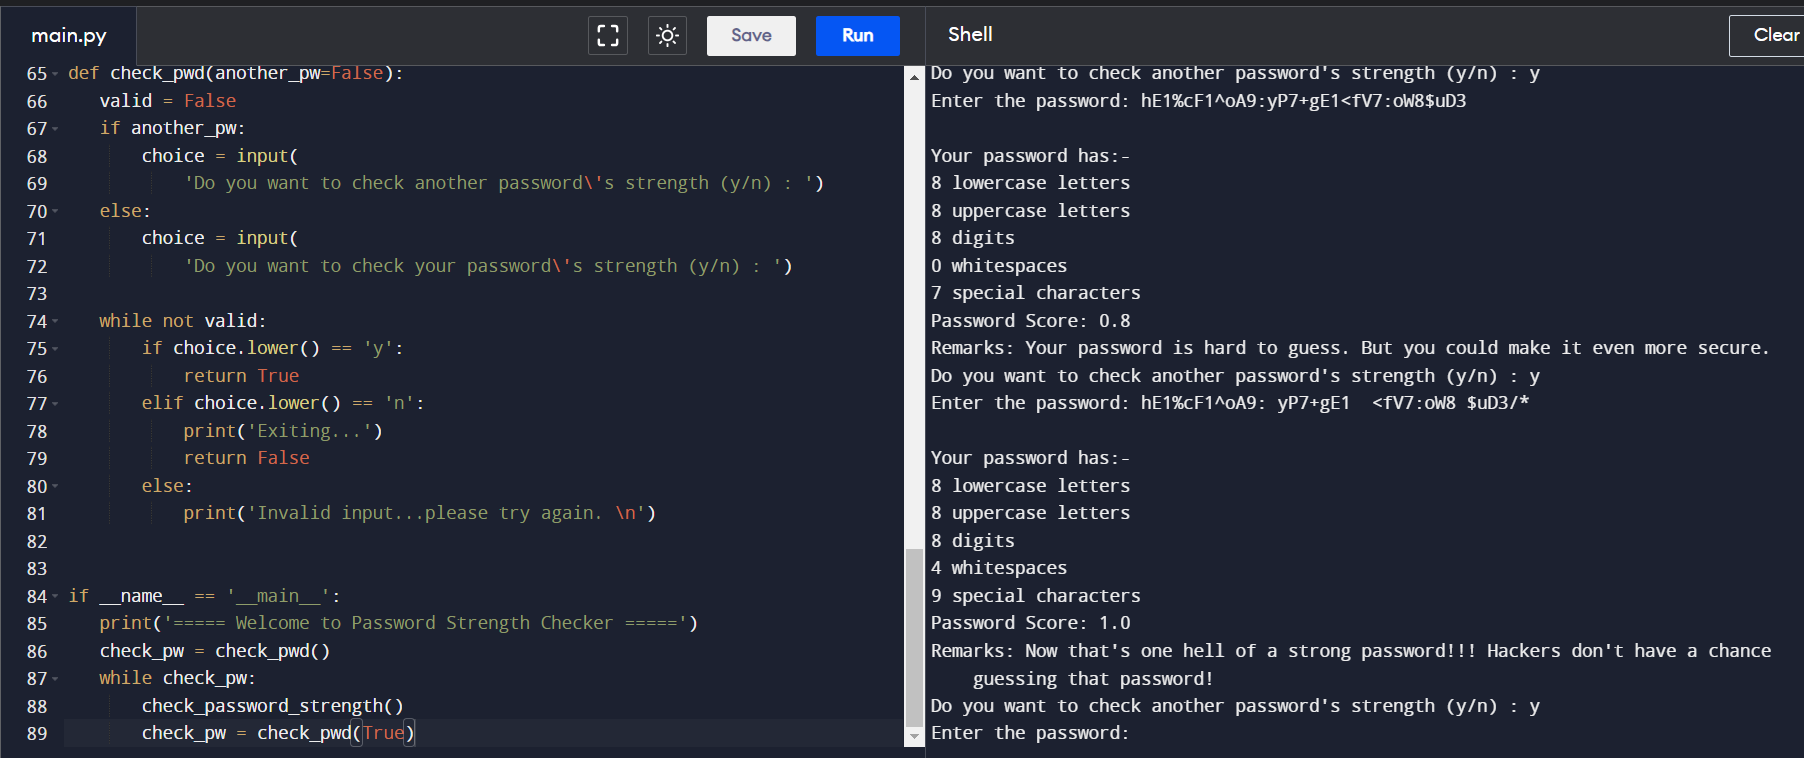 main.py
Save
Run
65 def check_pwd(another_pw=False):
66 valid = False
67 if another_pw:
68 choice = input(
69 'Do you want to check another password\'s strength (y/n) : ')
70 else:
71 choice = input(
72 'Do you want to check your password\'s strength (y/n) : ')
73
74 while not valid:
75 if choice.lower() == 'y':
76 return True
77 elif choice.lower() == 'n':
78 print('Exiting...')
79 return False
80 else:
81 print('Invalid input...please try again. \n')
82
83
84 if __name__ == '__main__':
85 print('===== Welcome to Password Strength Checker =====')
86 check_pw = check_pwd()
87 while check_pw:
88 check_password_strength()
89 check_pw = check_pwd(True)
Shell
Clear
Do you want to check another password's strength (y/n) : y
Enter the password: hE1%cF1^oA9:yP7+gE1<fV7:oW8$uD3
Your password has:-
8 lowercase letters
8 uppercase letters
8 digits
0 whitespaces
7 special characters
Password Score: 0.8
Remarks: Your password is hard to guess. But you could make it even more secure.
Do you want to check another password's strength (y/n) : y
Enter the password: hE1%cF1^oA9: yP7+gE1  <fV7:oW8 $uD3/*
Your password has:-
8 lowercase letters
8 uppercase letters
8 digits
4 whitespaces
9 special characters
Password Score: 1.0
Remarks: Now that's one hell of a strong password!!! Hackers don't have a chance
guessing that password!
Do you want to check another password's strength (y/n) : y
Enter the password: